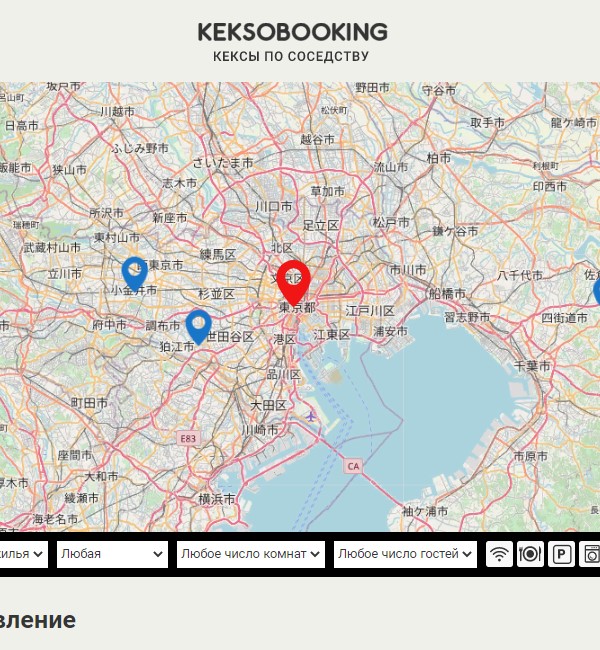 KEKSOBOOKING
КЕКСЫ ПО СОСЕДСТВУ
坂戸市
野田市
守谷市
川越市
松伏町
取手市
龍ケ崎市
日高市
越谷市
ふじみ野市
さいたま市
柏市
流山市
利根町
飯能市
狭山市
志木市
草加市
印西市
所沢市
新座市
川口市
足立区
松戸市
鎌ケ谷市
瑞穂町
東村山市
武蔵村山市
練馬区
北区
立川市
東京市
市川市
八千代市
小金井市
杉並区
文京区
船橋市
東京都
江戸川区
習志野市
四街道市
府中市
調布市
狛江市
世田谷区
港区
江東区
浦安市
千葉市
品川区
町田市
大田区
川崎市
E83
座間市
市原市
CA
大和市
厚木市
綾瀬市
横浜市
袖ケ浦市
海老名市
илья
Любая
Любое число комнат
Любое число гостей
P
вление